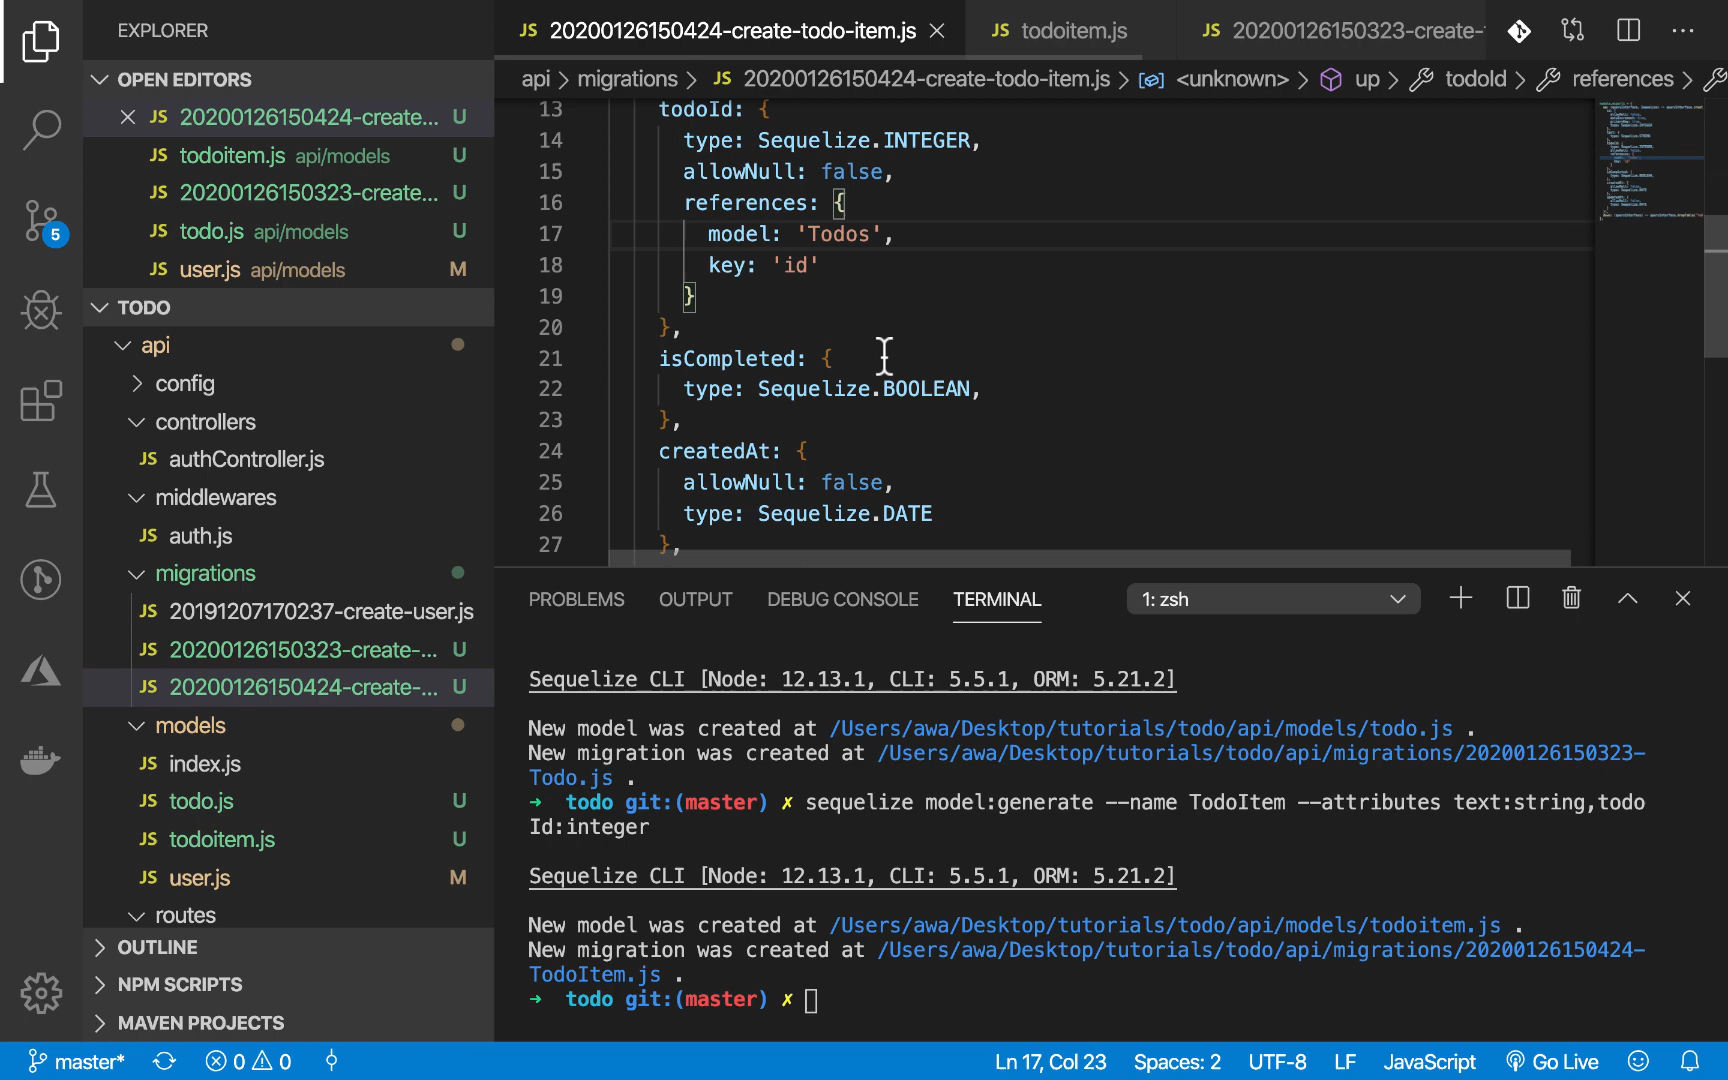 EXPLORER
OPEN EDITORS
JS 20200126150424-create... U
JS todoitem.js api/models U
JS 20200126150323-create... U
JS todo.js api/models U
JS user.js api/models M
TODO
api
config
controllers
JS authController.js
middlewares
JS auth.js
migrations
JS 20191207170237-create-user.js
JS 20200126150323-create-... U
JS 20200126150424-create-... U
models
JS index.js
JS todo.js U
JS todoitem.js U
JS user.js M
routes
OUTLINE
NPM SCRIPTS
MAVEN PROJECTS
5
JS 20200126150424-create-todo-item.js
JS todoitem.js
JS 20200126150323-create-
api > migrations > JS 20200126150424-create-todo-item.js > <unknown> > up > todoId > references >
13 todoId: {
14 type: Sequelize.INTEGER,
15 allowNull: false,
16 references: {
17 model: 'Todos',
18 key: 'id'
19 }
20 },
21 isCompleted: {
22 type: Sequelize.BOOLEAN,
23 },
24 createdAt: {
25 allowNull: false,
26 type: Sequelize.DATE
27 },
PROBLEMS OUTPUT DEBUG CONSOLE TERMINAL 1: zsh
Sequelize CLI [Node: 12.13.1, CLI: 5.5.1, ORM: 5.21.2]
New model was created at /Users/awa/Desktop/tutorials/todo/api/models/todo.js .
New migration was created at /Users/awa/Desktop/tutorials/todo/api/migrations/20200126150323-
Todo.js .
➜ todo git:(master) ✗ sequelize model:generate --name TodoItem --attributes text:string,todo
Id:integer
Sequelize CLI [Node: 12.13.1, CLI: 5.5.1, ORM: 5.21.2]
New model was created at /Users/awa/Desktop/tutorials/todo/api/models/todoitem.js .
New migration was created at /Users/awa/Desktop/tutorials/todo/api/migrations/20200126150424-
TodoItem.js .
➜ todo git:(master) ✗
master* 0 0 Ln 17, Col 23 Spaces: 2 UTF-8 LF JavaScript Go Live